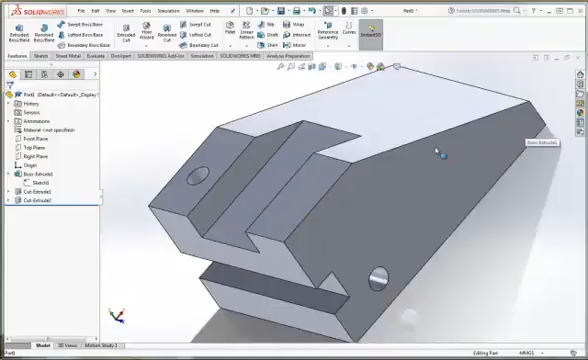 SOLIDWORKS File Edit View Insert Tools Simulation Window Help Part1
Extruded Boss/Base
Revolved Boss/Base
Swept Boss/Base
Lofted Boss/Base
Boundary Boss/Base
Extruded Cut
Hole Wizard
Revolved Cut
Swept Cut
Lofted Cut
Boundary Cut
Fillet
Linear Pattern
Rib
Draft
Shell
Wrap
Intersect
Mirror
Reference Geometry
Curves
Instant3D
Features Sketch Sheet Metal Evaluate DimXpert SOLIDWORKS Add-Ins Simulation SOLIDWORKS MBD Analysis Preparation
Part1 (Default<<Default>_Display
History
Sensors
Annotations
Material <not specified>
Front Plane
Top Plane
Right Plane
Origin
Boss-Extrude1
Sketch1
Cut-Extrude1
Cut-Extrude2
Boss-Extrude1
Model 3D Views Motion Study 1
Part1 Editing Part MMGS